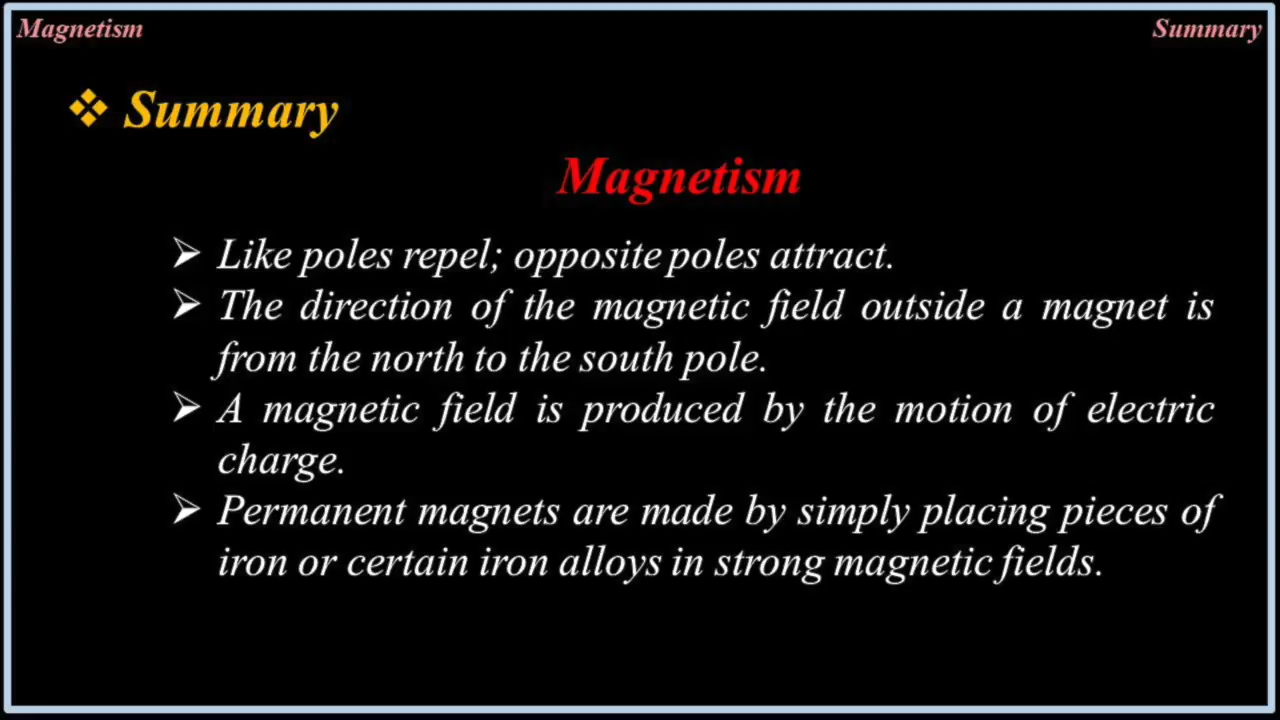 Magnetism
Summary
❖ Summary
Magnetism
➢ Like poles repel; opposite poles attract.
➢ The direction of the magnetic field outside a magnet is
from the north to the south pole.
➢ A magnetic field is produced by the motion of electric
charge.
➢ Permanent magnets are made by simply placing pieces of
iron or certain iron alloys in strong magnetic fields.